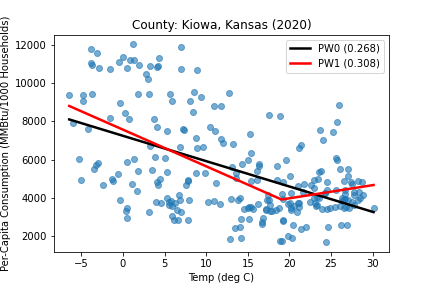 County: Kiowa, Kansas (2020)
PW0 (0.268)
PW1 (0.308)
Per-Capita Consumption (MMBtu/1000 Households)
12000
10000
8000
6000
4000
2000
−5 0 5 10 15 20 25 30
Temp (deg C)